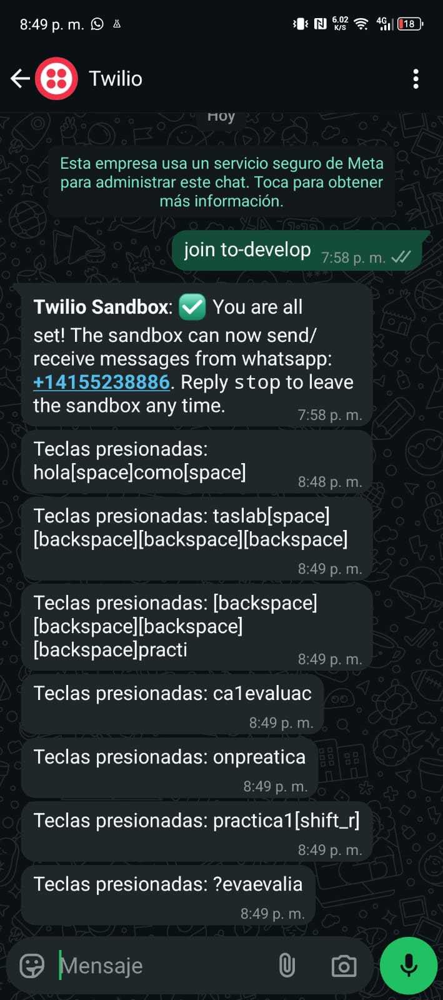 8:49 p. m.
6.02 K/S 4G 18
Twilio
Hoy
Esta empresa usa un servicio seguro de Meta
para administrar este chat. Toca para obtener
más información.
join to-develop 7:58 p. m.
Twilio Sandbox: ✅ You are all
set! The sandbox can now send/
receive messages from whatsapp:
+14155238886. Reply stop to leave
the sandbox any time.
7:58 p. m.
Teclas presionadas:
hola[space]como[space]
8:48 p. m.
Teclas presionadas: taslab[space]
[backspace][backspace][backspace]
8:49 p. m.
Teclas presionadas: [backspace]
[backspace][backspace]
[backspace]practi
8:49 p. m.
Teclas presionadas: ca1evaluac
8:49 p. m.
Teclas presionadas: onpreatica
8:49 p. m.
Teclas presionadas: practica1[shift_r]
8:49 p. m.
Teclas presionadas: ?evaevalia
8:49 p. m.
Mensaje